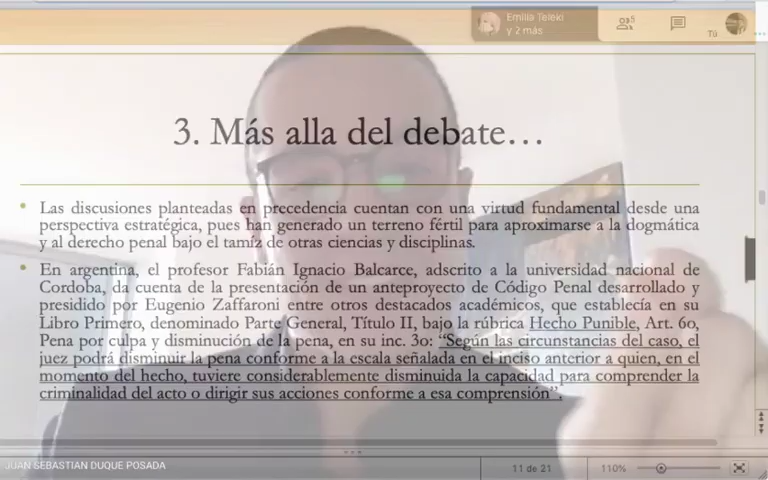 Emilia Teleki
y 2 más
5
Tú
3. Más alla del debate…
Las discusiones planteadas en precedencia cuentan con una virtud fundamental desde una
perspectiva estratégica, pues han generado un terreno fértil para aproximarse a la dogmática
y al derecho penal bajo el tamíz de otras ciencias y disciplinas.
En argentina, el profesor Fabián Ignacio Balcarce, adscrito a la universidad nacional de
Cordoba, da cuenta de la presentación de un anteproyecto de Código Penal desarrollado y
presidido por Eugenio Zaffaroni entre otros destacados académicos, que establecía en su
Libro Primero, denominado Parte General, Título II, bajo la rúbrica Hecho Punible, Art. 6o,
Pena por culpa y disminución de la pena, en su inc. 3o: “Según las circunstancias del caso, el
juez podrá disminuir la pena conforme a la escala señalada en el inciso anterior a quien, en el
momento del hecho, tuviere considerablemente disminuida la capacidad para comprender la
criminalidad del acto o dirigir sus acciones conforme a esa comprensión”.
JUAN SEBASTIAN DUQUE POSADA
11 de 21
110%